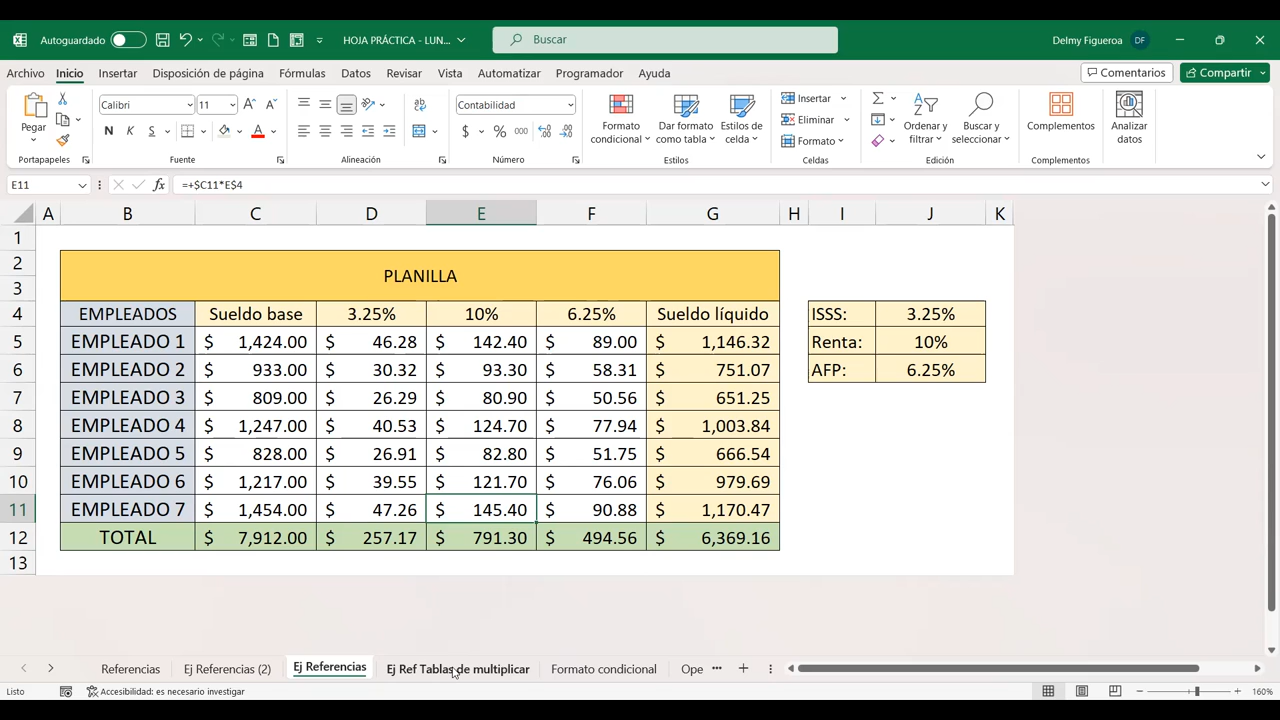 Autoguardado
HOJA PRÁCTICA - LUN...
Buscar
Delmy Figueroa DF
Archivo Inicio Insertar Disposición de página Fórmulas Datos Revisar Vista Automatizar Programador Ayuda
Comentarios Compartir
Pegar
Calibri 11
N K S
Contabilidad
$ % 000
Formato condicional
Dar formato como tabla
Estilos de celda
Insertar
Eliminar
Formato
Ordenar y filtrar
Buscar y seleccionar
Complementos
Analizar datos
Portapapeles Fuente Alineación Número Estilos Celdas Edición Complementos
E11 fx =+$C11*E$4
A B C D E F G H I J K
1
2
PLANILLA
3
4 EMPLEADOS Sueldo base 3.25% 10% 6.25% Sueldo líquido ISSS: 3.25%
5 EMPLEADO 1 $ 1,424.00 $ 46.28 $ 142.40 $ 89.00 $ 1,146.32 Renta: 10%
6 EMPLEADO 2 $ 933.00 $ 30.32 $ 93.30 $ 58.31 $ 751.07 AFP: 6.25%
7 EMPLEADO 3 $ 809.00 $ 26.29 $ 80.90 $ 50.56 $ 651.25
8 EMPLEADO 4 $ 1,247.00 $ 40.53 $ 124.70 $ 77.94 $ 1,003.84
9 EMPLEADO 5 $ 828.00 $ 26.91 $ 82.80 $ 51.75 $ 666.54
10 EMPLEADO 6 $ 1,217.00 $ 39.55 $ 121.70 $ 76.06 $ 979.69
11 EMPLEADO 7 $ 1,454.00 $ 47.26 $ 145.40 $ 90.88 $ 1,170.47
12 TOTAL $ 7,912.00 $ 257.17 $ 791.30 $ 494.56 $ 6,369.16
13
Referencias Ej Referencias (2) Ej Referencias Ej Ref Tablas de multiplicar Formato condicional Ope ...
Listo Accesibilidad: es necesario investigar 160%